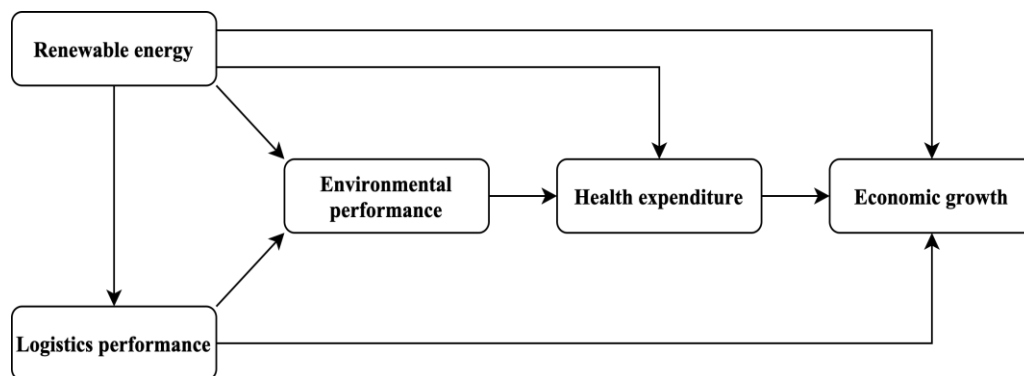 Renewable energy
Environmental
performance
Health expenditure
Economic growth
Logistics performance